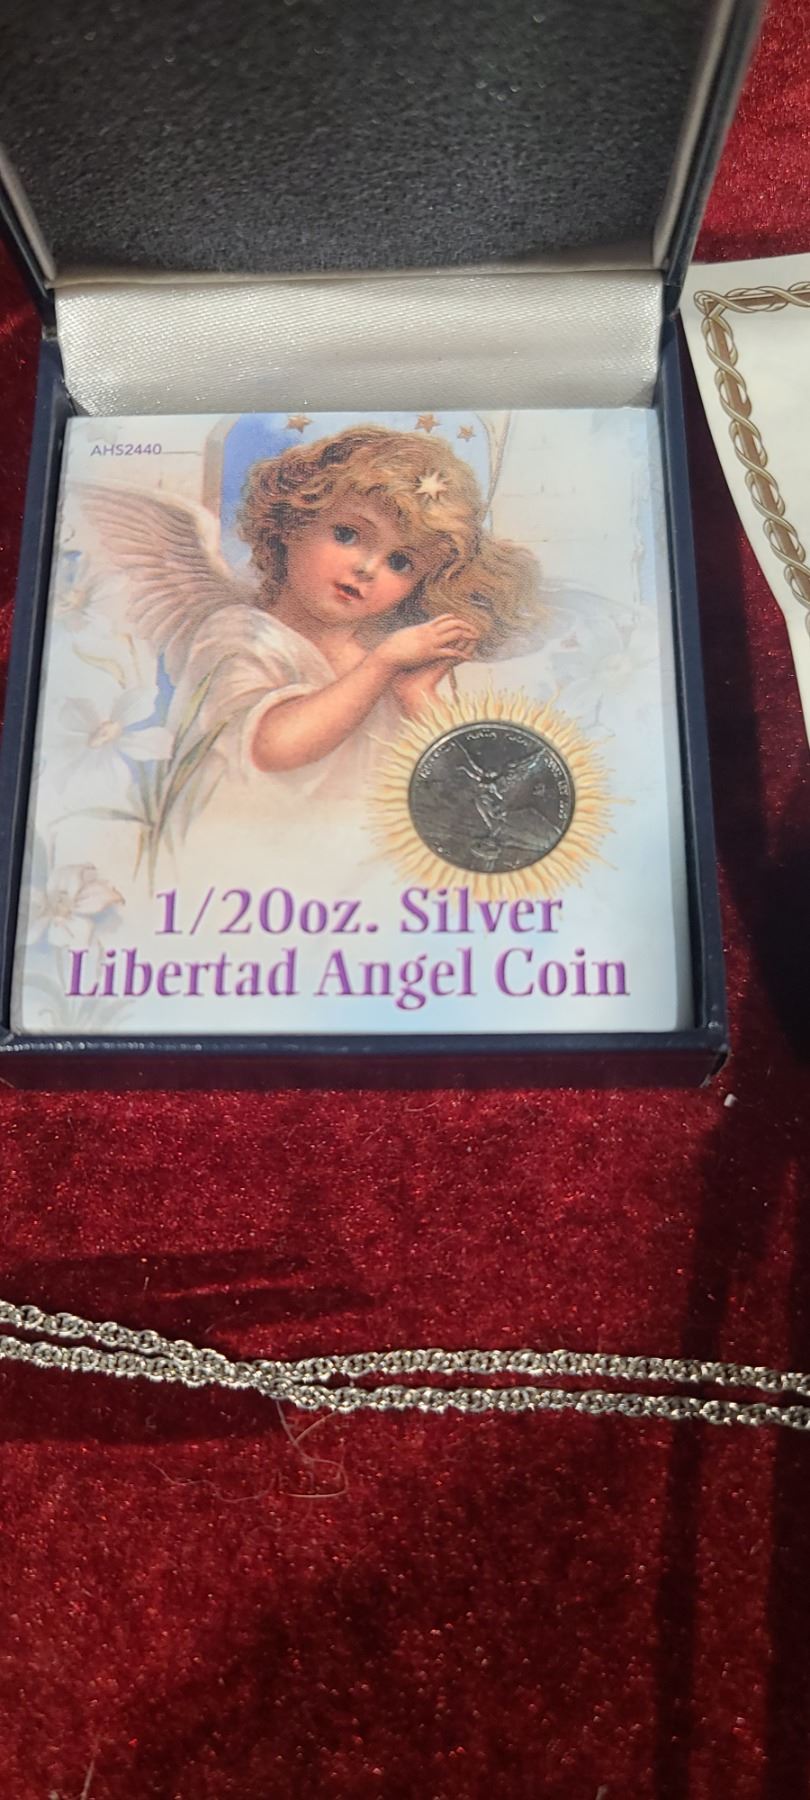 AHS2440
1/20oz. Silver
Libertad Angel Coin